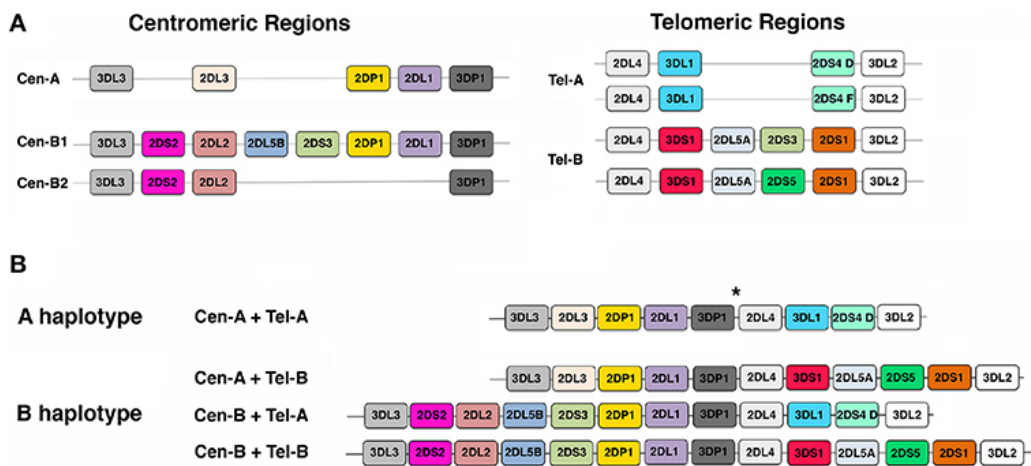 A
Centromeric Regions
Telomeric Regions
Cen-A 3DL3 2DL3 2DP1 2DL1 3DP1
Cen-B1 3DL3 2DS2 2DL2 2DL5B 2DS3 2DP1 2DL1 3DP1
Cen-B2 3DL3 2DS2 2DL2 3DP1
Tel-A
2DL4 3DL1 2DS4 D 3DL2
2DL4 3DL1 2DS4 F 3DL2
Tel-B
2DL4 3DS1 2DL5A 2DS3 2DS1 3DL2
2DL4 3DS1 2DL5A 2DS5 2DS1 3DL2
B
*
A haplotype Cen-A + Tel-A 3DL3 2DL3 2DP1 2DL1 3DP1 2DL4 3DL1 2DS4 D 3DL2
Cen-A + Tel-B 3DL3 2DL3 2DP1 2DL1 3DP1 2DL4 3DS1 2DL5A 2DS5 2DS1 3DL2
B haplotype Cen-B + Tel-A 3DL3 2DS2 2DL2 2DL5B 2DS3 2DP1 2DL1 3DP1 2DL4 3DL1 2DS4 D 3DL2
Cen-B + Tel-B 3DL3 2DS2 2DL2 2DL5B 2DS3 2DP1 2DL1 3DP1 2DL4 3DS1 2DL5A 2DS5 2DS1 3DL2